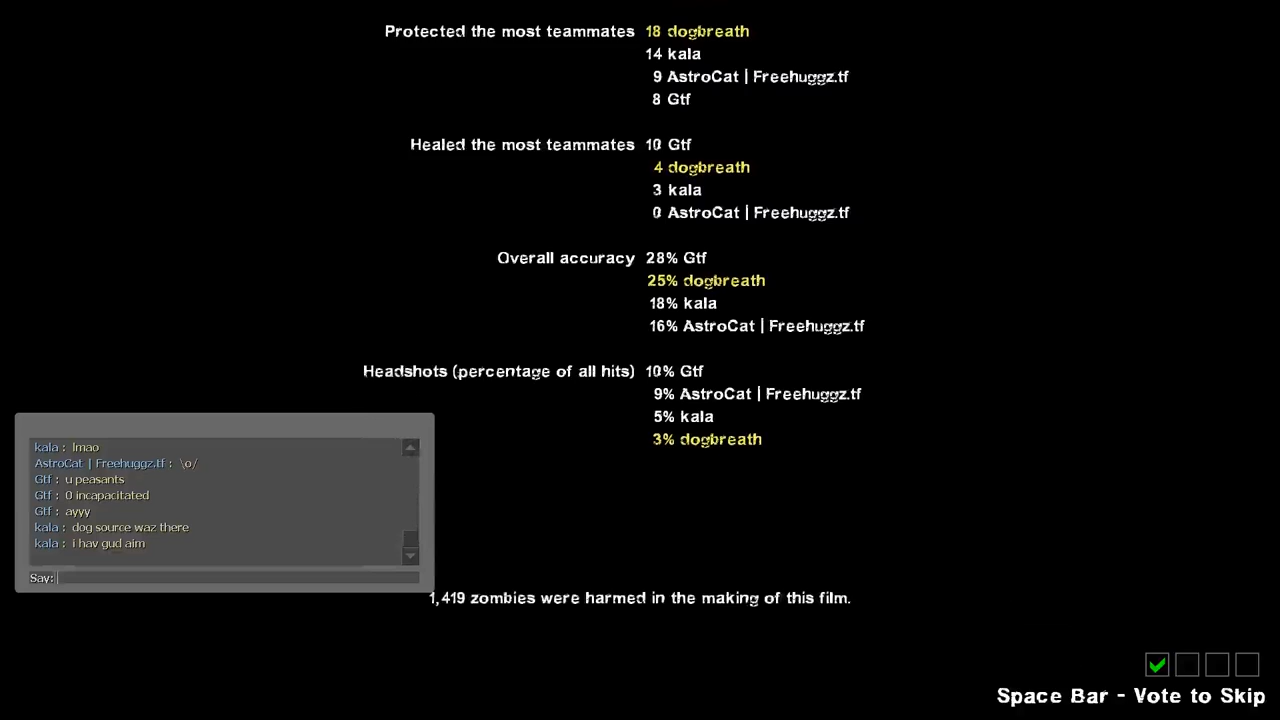 Protected the most teammates 18 dogbreath
14 kala
9 AstroCat | Freehuggz.tf
8 Gtf
Healed the most teammates 10 Gtf
4 dogbreath
3 kala
0 AstroCat | Freehuggz.tf
Overall accuracy 28% Gtf
25% dogbreath
18% kala
16% AstroCat | Freehuggz.tf
Headshots (percentage of all hits) 10% Gtf
9% AstroCat | Freehuggz.tf
5% kala
3% dogbreath
kala : lmao
AstroCat | Freehuggz.tf : \o/
Gtf : u peasants
Gtf : 0 incapacitated
Gtf : ayyy
kala : dog source waz there
kala : i hav gud aim
Say:
1,419 zombies were harmed in the making of this film.
Space Bar - Vote to Skip